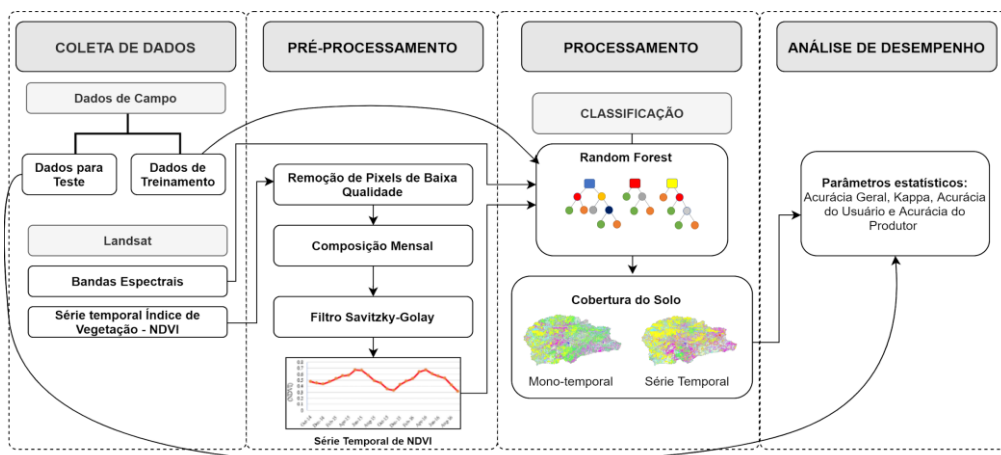 COLETA DE DADOS
Dados de Campo
Dados para
Teste
Dados de
Treinamento
Landsat
Bandas Espectrais
Série temporal Índice de
Vegetação - NDVI
PRÉ-PROCESSAMENTO
Remoção de Pixels de Baixa
Qualidade
Composição Mensal
Filtro Savitzky-Golay
(NDVI)
Série Temporal de NDVI
PROCESSAMENTO
CLASSIFICAÇÃO
Random Forest
Cobertura do Solo
Mono-temporal
Série Temporal
ANÁLISE DE DESEMPENHO
Parâmetros estatísticos:
Acurácia Geral, Kappa, Acurácia
do Usuário e Acurácia do
Produtor